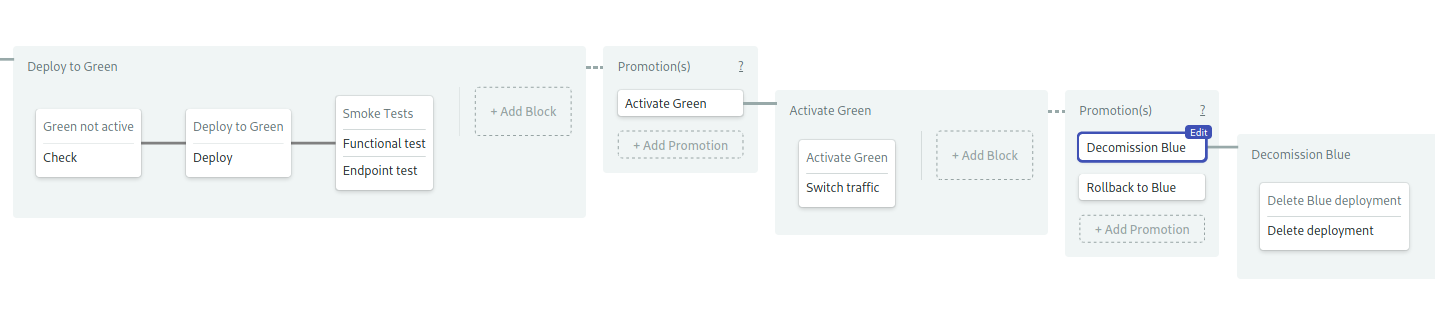 Deploy to Green
Green not active
Check
Deploy to Green
Deploy
Smoke Tests
Functional test
Endpoint test
+ Add Block
Promotion(s)
?
Activate Green
+ Add Promotion
Activate Green
Activate Green
Switch traffic
+ Add Block
Promotion(s)
?
Edit
Decomission Blue
Rollback to Blue
+ Add Promotion
Decomission Blue
Delete Blue deployment
Delete deployment